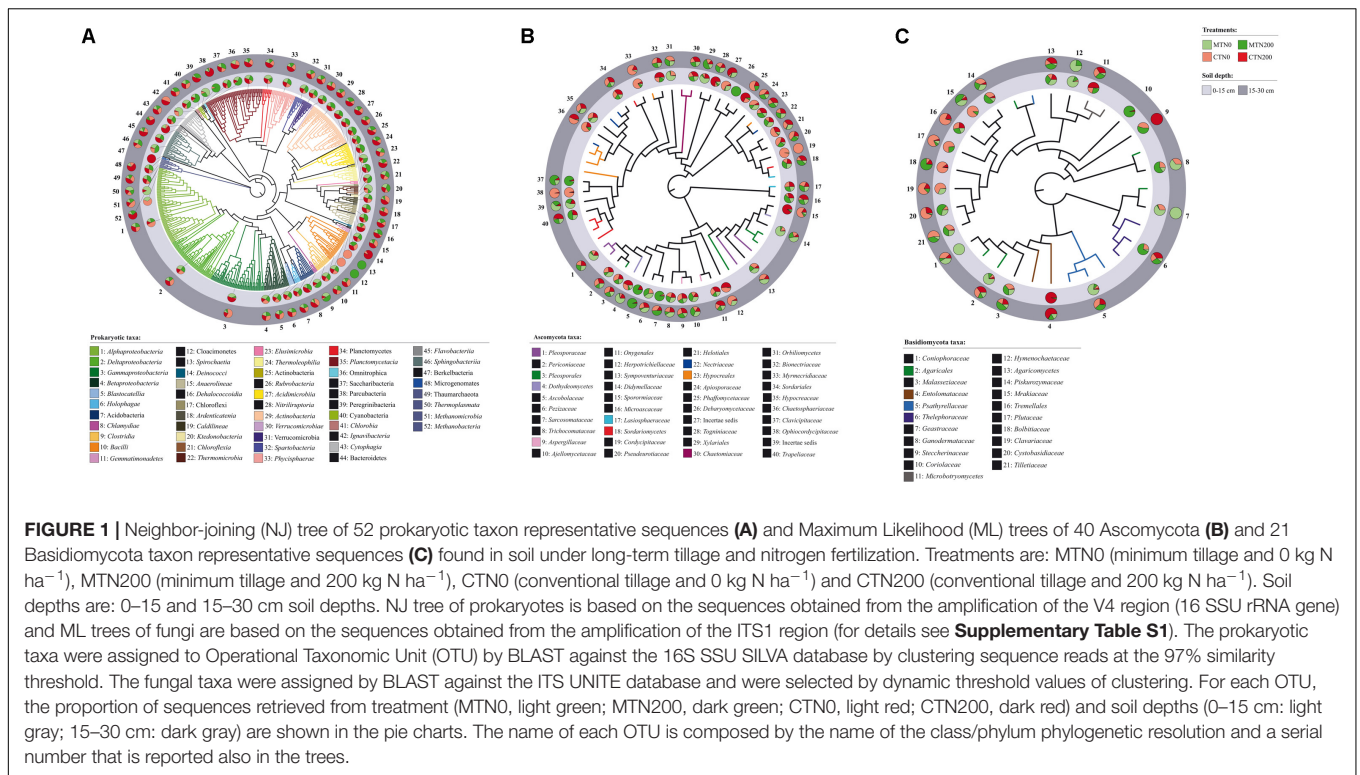 A
B
C
Treatments:
MTN0 MTN200
CTN0 CTN200
Soil depth:
0-15 cm 15-30 cm
Prokaryotic taxa:
1: Alphaproteobacteria
2: Deltaproteobacteria
3: Gammaproteobacteria
4: Betaproteobacteria
5: Blastocatellia
6: Holophagae
7: Acidobacteria
8: Chlamydiae
9: Clostridia
10: Bacilli
11: Gemmatimonadetes
12: Cloacimonetes
13: Spirochaetia
14: Deinococci
15: Anaerolineae
16: Dehalococcoidia
17: Chloroflexi
18: Ardenticatenia
19: Caldilineae
20: Ktedonobacteria
21: Chloroflexia
22: Thermomicrobia
23: Elusimicrobia
24: Thermoleophilia
25: Actinobacteria
26: Rubrobacteria
27: Acidimicrobiia
28: Nitriliruptoria
29: Actinobacteria
30: Verrucomicrobiae
31: Verrucomicrobia
32: Spartobacteria
33: Phycisphaerae
34: Planctomycetes
35: Planctomycetacia
36: Omnitrophica
37: Saccharibacteria
38: Parcubacteria
39: Peregrinibacteria
40: Cyanobacteria
41: Chlorobia
42: Ignavibacteria
43: Cytophagia
44: Bacteroidetes
45: Flavobacteriia
46: Sphingobacteriia
47: Berkelbacteria
48: Microgenomates
49: Thaumarchaeota
50: Thermoplasmata
51: Methanomicrobia
52: Methanobacteria
Ascomycota taxa:
1: Pleosporaceae
2: Periconiaceae
3: Pleosporales
4: Dothydeomycetes
5: Ascobolaceae
6: Pezizaceae
7: Sarcosomataceae
8: Trichocomataceae
9: Aspergillaceae
10: Ajellomycetaceae
11: Onygenales
12: Herpotrichiellaceae
13: Sympoventuriaceae
14: Didymellaceae
15: Sporormiaceae
16: Microascaceae
17: Lasiosphaeraceae
18: Sordariomycetes
19: Cordycipitaceae
20: Pseudeurotiaceae
21: Helotiales
22: Nectriaceae
23: Hypocreales
24: Apiosporaceae
25: Phaffomycetaceae
26: Debaryomycetaceae
27: Incertae sedis
28: Togniniaceae
29: Xylariales
30: Chaetomiaceae
31: Orbiliomycetes
32: Bionectriaceae
33: Hyrmecridiaceae
34: Sordariales
35: Hypocreaceae
36: Chaetosphaeriaceae
37: Clavicipitaceae
38: Ophiocordycipitaceae
39: Incertae sedis
40: Trapeliaceae
Basidiomycota taxa:
1: Coniophoraceae
2: Agaricales
3: Malasseziaceae
4: Entolomataceae
5: Psathyrellaceae
6: Thelephoraceae
7: Geastraceae
8: Ganodermataceae
9: Steccherinaceae
10: Coriolaceae
11: Microbotryomycetes
12: Hymenochaetaceae
13: Agaricomycetes
14: Piskurozymaceae
15: Mrakiaceae
16: Tremellales
17: Plutaceae
18: Bolbitiaceae
19: Clavariaceae
20: Cystobasidiaceae
21: Tilletiaceae
FIGURE 1 | Neighbor-joining (NJ) tree of 52 prokaryotic taxon representative sequences (A) and Maximum Likelihood (ML) trees of 40 Ascomycota (B) and 21
Basidiomycota taxon representative sequences (C) found in soil under long-term tillage and nitrogen fertilization. Treatments are: MTN0 (minimum tillage and 0 kg N
ha−1), MTN200 (minimum tillage and 200 kg N ha−1), CTN0 (conventional tillage and 0 kg N ha−1) and CTN200 (conventional tillage and 200 kg N ha−1). Soil
depths are: 0–15 and 15–30 cm soil depths. NJ tree of prokaryotes is based on the sequences obtained from the amplification of the V4 region (16 SSU rRNA gene)
and ML trees of fungi are based on the sequences obtained from the amplification of the ITS1 region (for details see Supplementary Table S1). The prokaryotic
taxa were assigned to Operational Taxonomic Unit (OTU) by BLAST against the 16S SSU SILVA database by clustering sequence reads at the 97% similarity
threshold. The fungal taxa were assigned by BLAST against the ITS UNITE database and were selected by dynamic threshold values of clustering. For each OTU,
the proportion of sequences retrieved from treatment (MTN0, light green; MTN200, dark green; CTN0, light red; CTN200, dark red) and soil depths (0–15 cm: light
gray; 15–30 cm: dark gray) are shown in the pie charts. The name of each OTU is composed by the name of the class/phylum phylogenetic resolution and a serial
number that is reported also in the trees.